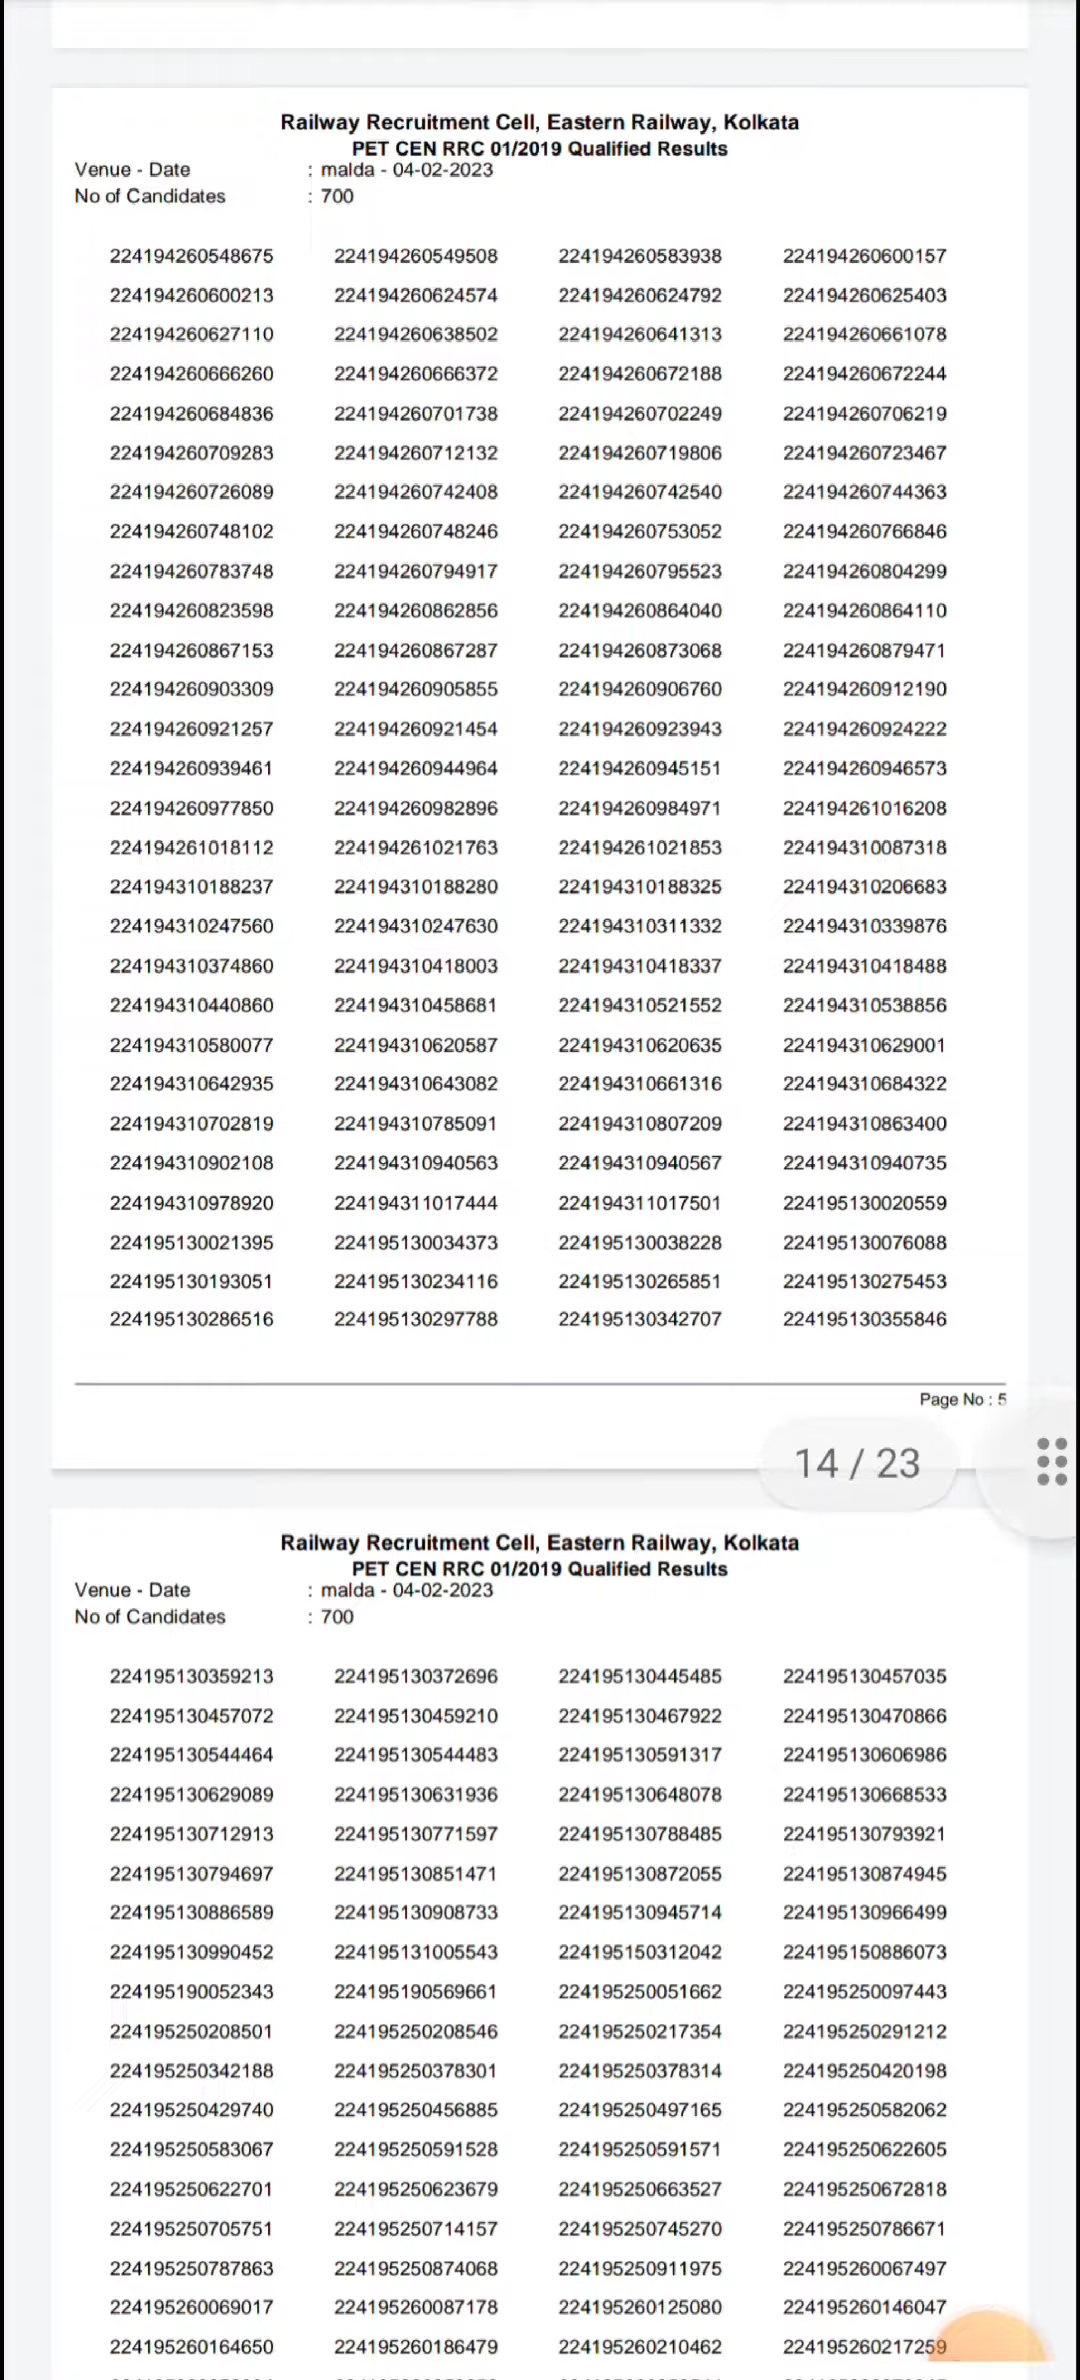 Railway Recruitment Cell, Eastern Railway, Kolkata
PET CEN RRC 01/2019 Qualified Results
Venue - Date : malda - 04-02-2023
No of Candidates : 700
224194260548675 224194260549508 224194260583938 224194260600157
224194260600213 224194260624574 224194260624792 224194260625403
224194260627110 224194260638502 224194260641313 224194260661078
224194260666260 224194260666372 224194260672188 224194260672244
224194260684836 224194260701738 224194260702249 224194260706219
224194260709283 224194260712132 224194260719806 224194260723467
224194260726089 224194260742408 224194260742540 224194260744363
224194260748102 224194260748246 224194260753052 224194260766846
224194260783748 224194260794917 224194260795523 224194260804299
224194260823598 224194260862856 224194260864040 224194260864110
224194260867153 224194260867287 224194260873068 224194260879471
224194260903309 224194260905855 224194260906760 224194260912190
224194260921257 224194260921454 224194260923943 224194260924222
224194260939461 224194260944964 224194260945151 224194260946573
224194260977850 224194260982896 224194260984971 224194261016208
224194261018112 224194261021763 224194261021853 224194310087318
224194310188237 224194310188280 224194310188325 224194310206683
224194310247560 224194310247630 224194310311332 224194310339876
224194310374860 224194310418003 224194310418337 224194310418488
224194310440860 224194310458681 224194310521552 224194310538856
224194310580077 224194310620587 224194310620635 224194310629001
224194310642935 224194310643082 224194310661316 224194310684322
224194310702819 224194310785091 224194310807209 224194310863400
224194310902108 224194310940563 224194310940567 224194310940735
224194310978920 224194311017444 224194311017501 224195130020559
224195130021395 224195130034373 224195130038228 224195130076088
224195130193051 224195130234116 224195130265851 224195130275453
224195130286516 224195130297788 224195130342707 224195130355846
Page No : 5
14 / 23
Railway Recruitment Cell, Eastern Railway, Kolkata
PET CEN RRC 01/2019 Qualified Results
Venue - Date : malda - 04-02-2023
No of Candidates : 700
224195130359213 224195130372696 224195130445485 224195130457035
224195130457072 224195130459210 224195130467922 224195130470866
224195130544464 224195130544483 224195130591317 224195130606986
224195130629089 224195130631936 224195130648078 224195130668533
224195130712913 224195130771597 224195130788485 224195130793921
224195130794697 224195130851471 224195130872055 224195130874945
224195130886589 224195130908733 224195130945714 224195130966499
224195130990452 224195131005543 224195150312042 224195150886073
224195190052343 224195190569661 224195250051662 224195250097443
224195250208501 224195250208546 224195250217354 224195250291212
224195250342188 224195250378301 224195250378314 224195250420198
224195250429740 224195250456885 224195250497165 224195250582062
224195250583067 224195250591528 224195250591571 224195250622605
224195250622701 224195250623679 224195250663527 224195250672818
224195250705751 224195250714157 224195250745270 224195250786671
224195250787863 224195250874068 224195250911975 224195260067497
224195260069017 224195260087178 224195260125080 224195260146047
224195260164650 224195260186479 224195260210462 224195260217259